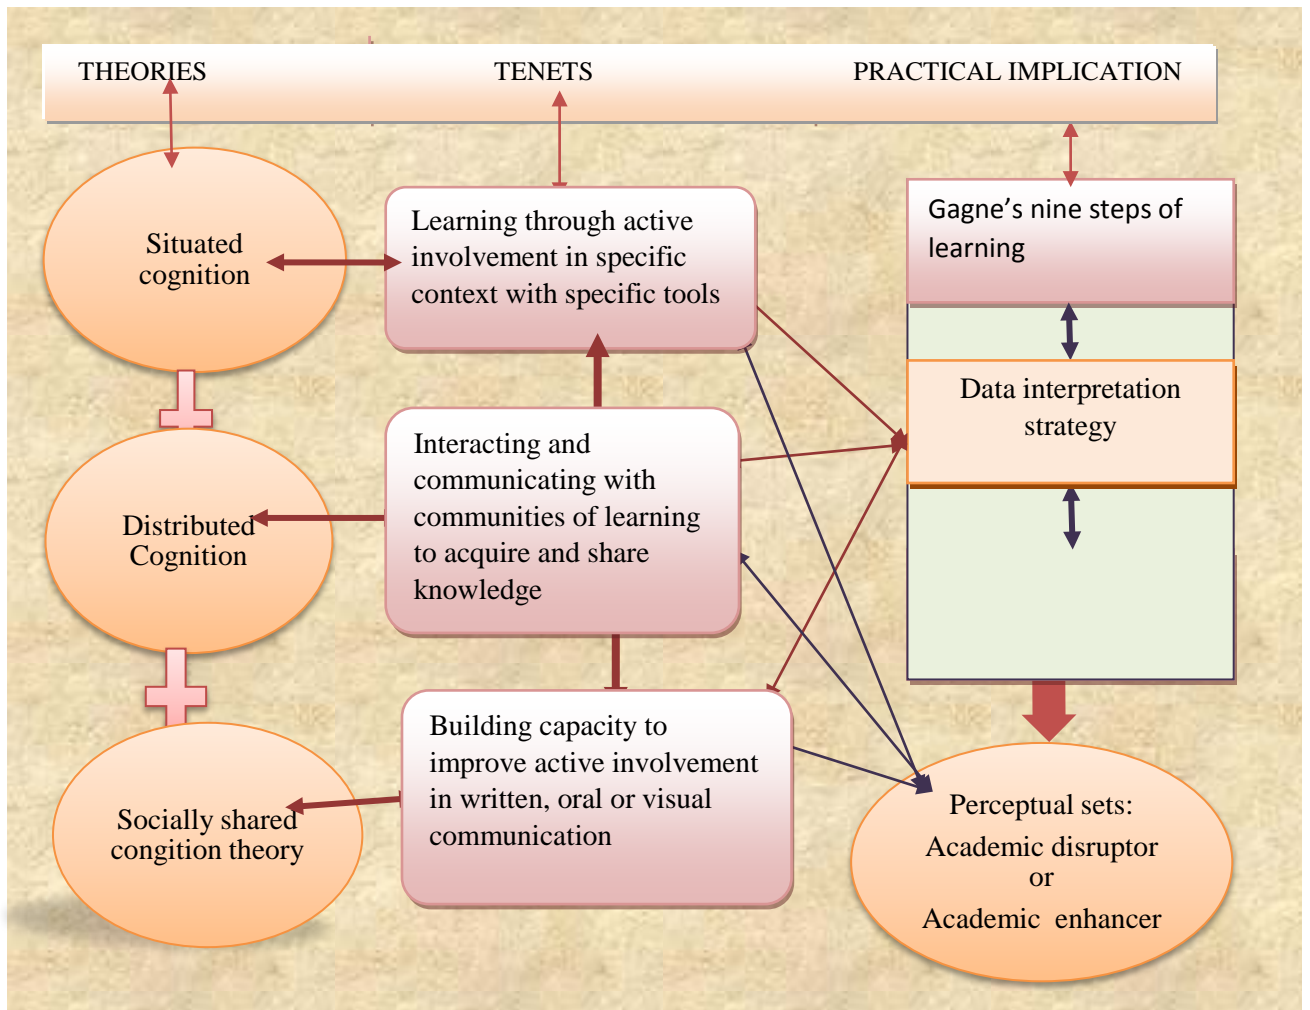 THEORIES
TENETS
PRACTICAL IMPLICATION
Situated
cognition
Learning through active
involvement in specific
context with specific tools
Gagne’s nine steps of
learning
Data interpretation
strategy
Distributed
Cognition
Interacting and
communicating with
communities of learning
to acquire and share
knowledge
Socially shared
congition theory
Building capacity to
improve active involvement
in written, oral or visual
communication
Perceptual sets:
Academic disruptor
or
Academic enhancer